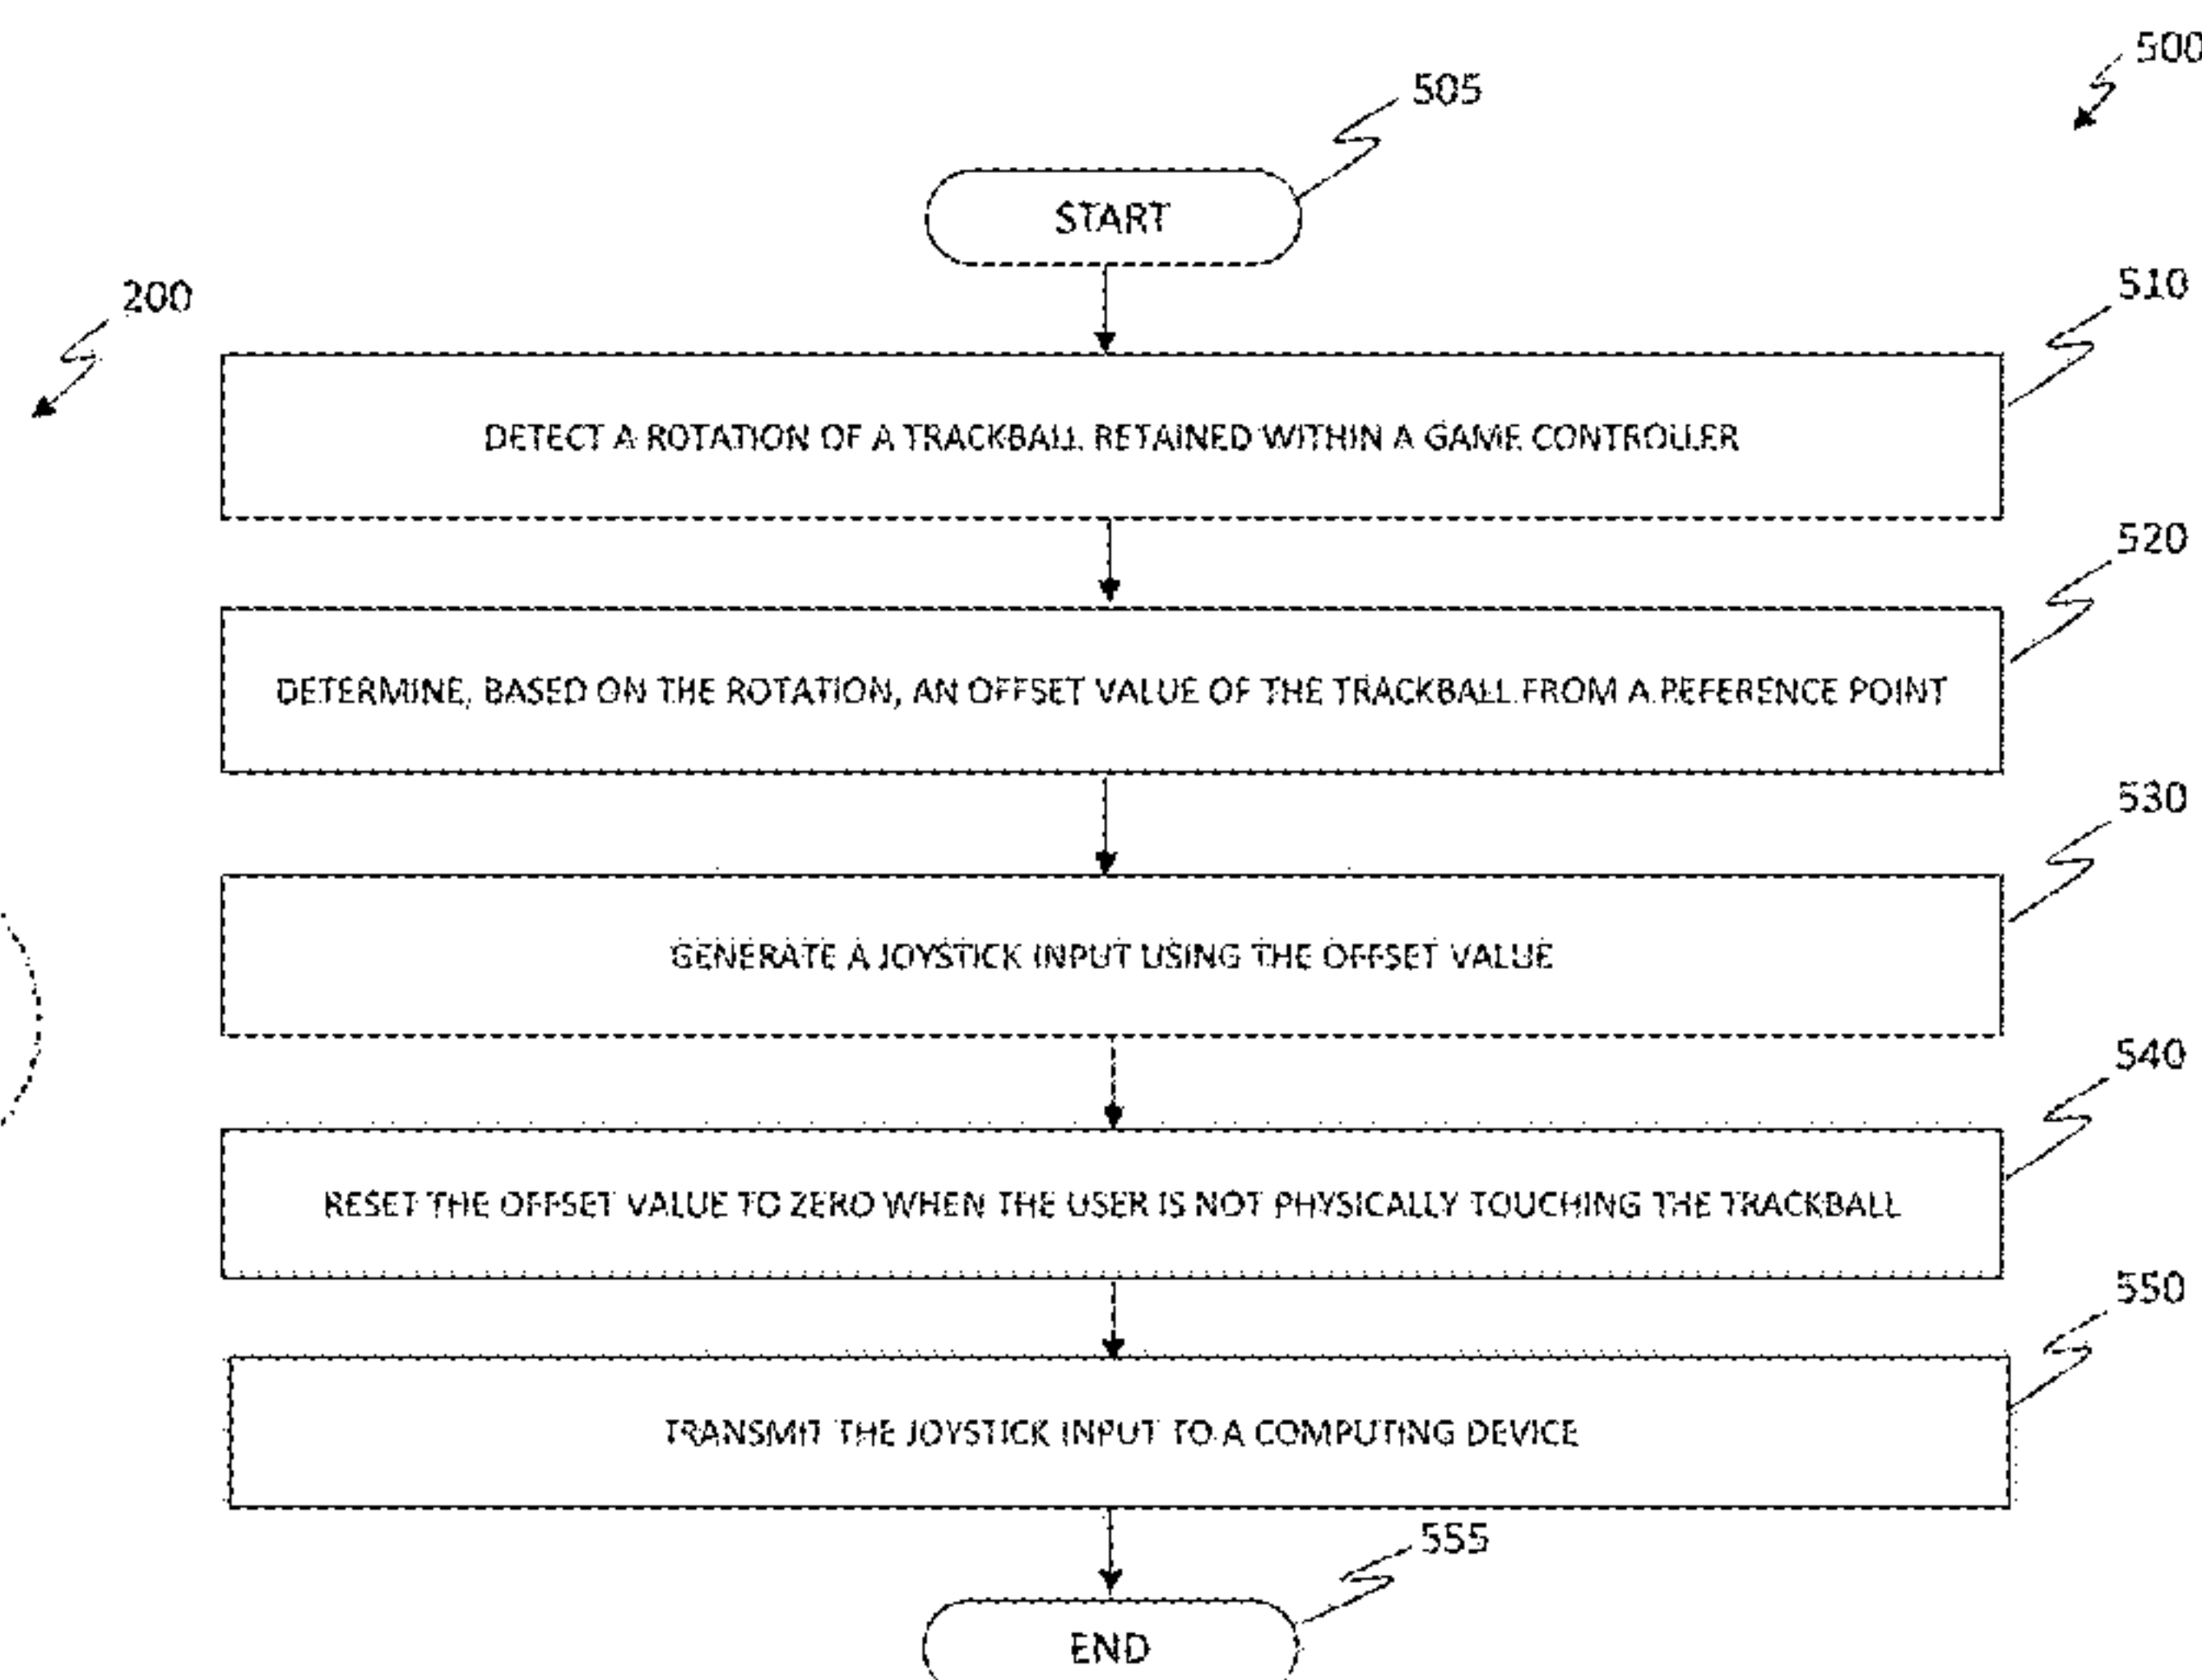 500
505
START
200
510
DETECT A ROTATION OF A TRACKBALL RETAINED WITHIN A GAME CONTROLLER
520
DETERMINE, BASED ON THE ROTATION, AN OFFSET VALUE OF THE TRACKBALL FROM A REFERENCE POINT
530
GENERATE A JOYSTICK INPUT USING THE OFFSET VALUE
540
RESET THE OFFSET VALUE TO ZERO WHEN THE USER IS NOT PHYSICALLY TOUCHING THE TRACKBALL
550
TRANSMIT THE JOYSTICK INPUT TO A COMPUTING DEVICE
555
END